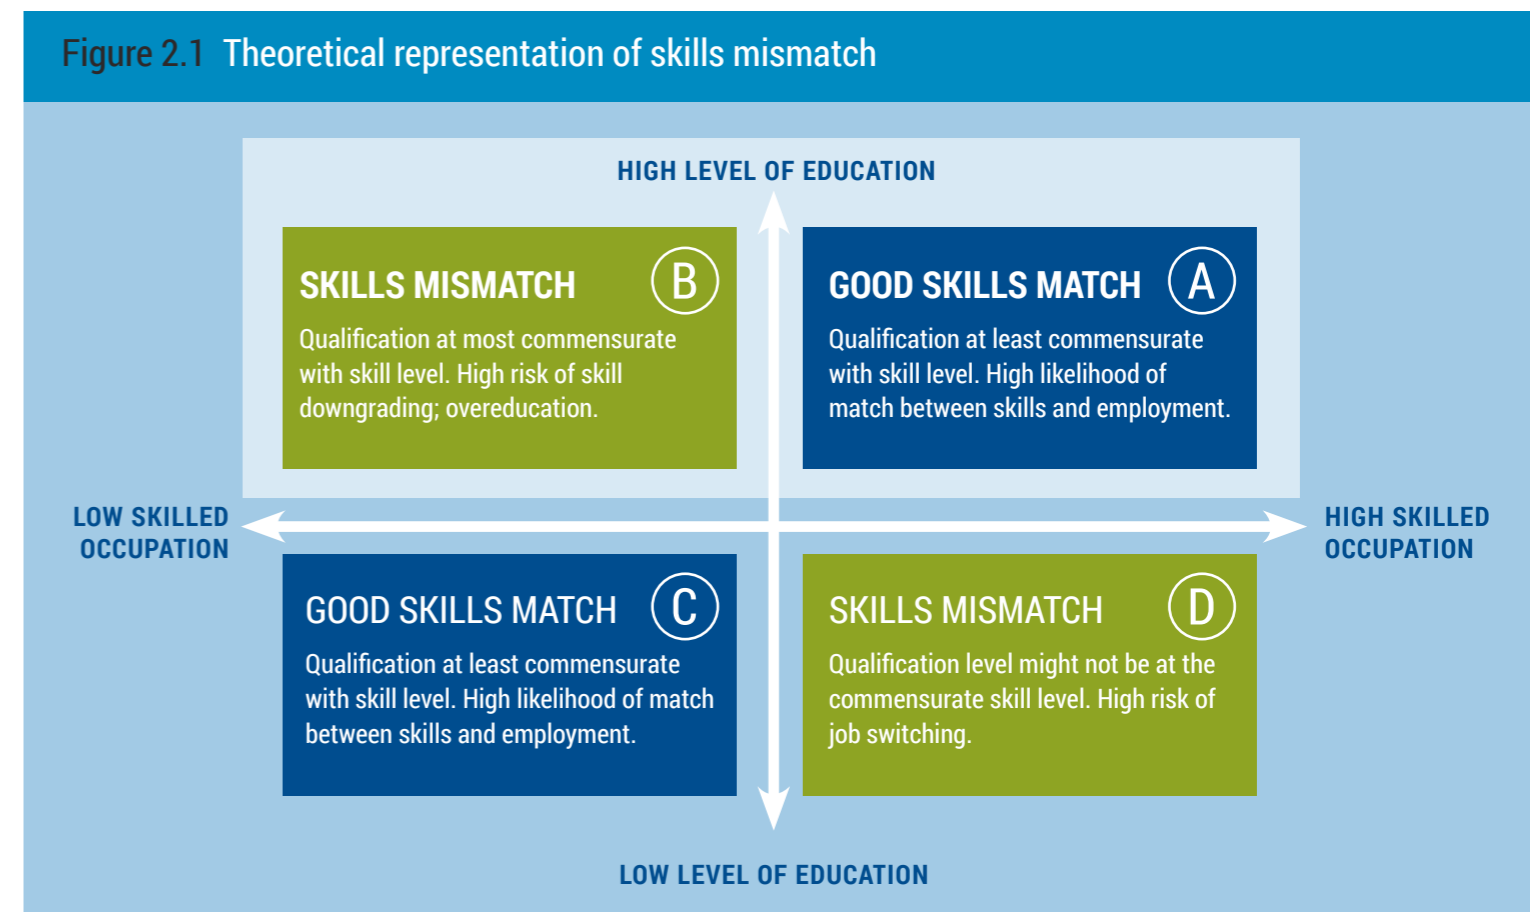 Figure 2.1 Theoretical representation of skills mismatch
HIGH LEVEL OF EDUCATION
SKILLS MISMATCH B
Qualification at most commensurate
with skill level. High risk of skill
downgrading; overeducation.
GOOD SKILLS MATCH A
Qualification at least commensurate
with skill level. High likelihood of
match between skills and employment.
LOW SKILLED
OCCUPATION
HIGH SKILLED
OCCUPATION
GOOD SKILLS MATCH C
Qualification at least commensurate
with skill level. High likelihood of match
between skills and employment.
SKILLS MISMATCH D
Qualification level might not be at the
commensurate skill level. High risk of
job switching.
LOW LEVEL OF EDUCATION